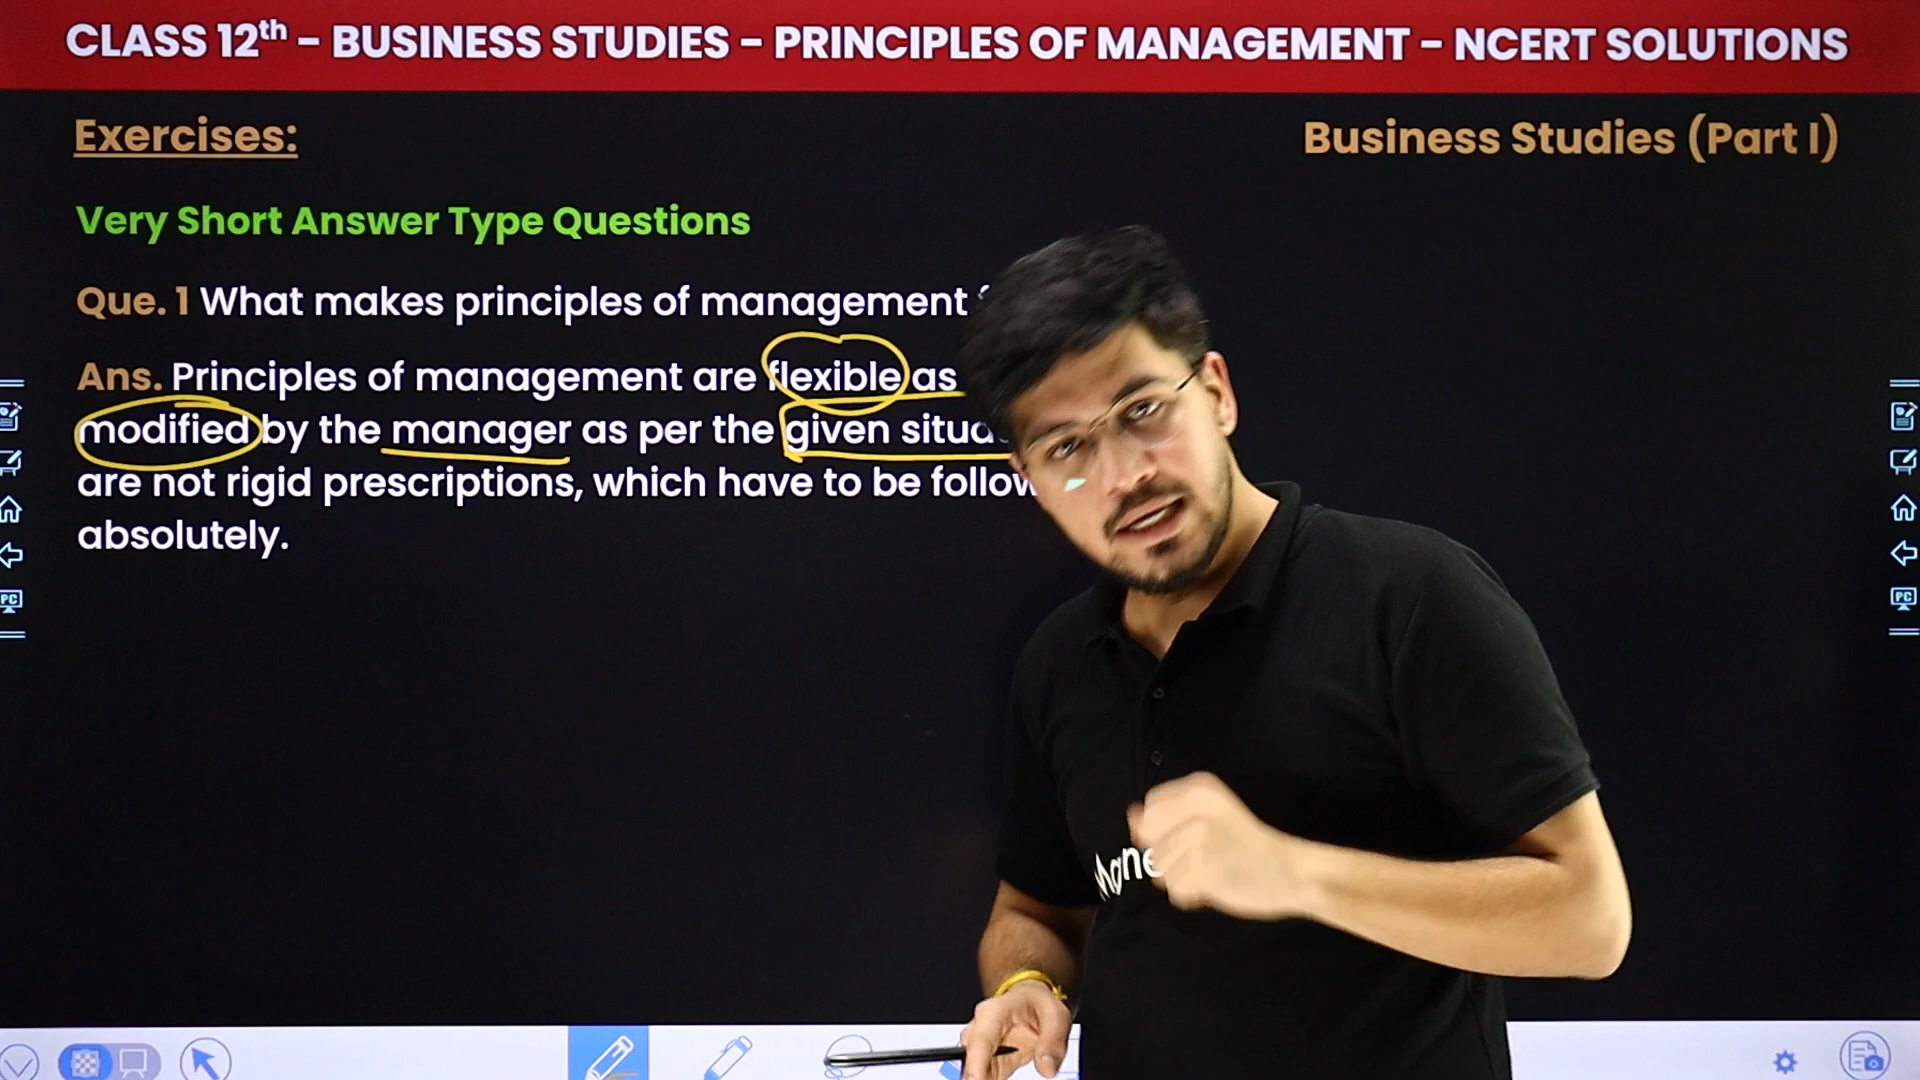 CLASS 12th - BUSINESS STUDIES - PRINCIPLES OF MANAGEMENT - NCERT SOLUTIONS
Exercises:
Business Studies (Part I)
Very Short Answer Type Questions
Que. 1 What makes principles of management
Ans. Principles of management are flexible as
modified by the manager as per the given
are not rigid prescriptions, which have to be
absolutely.
PC
PC